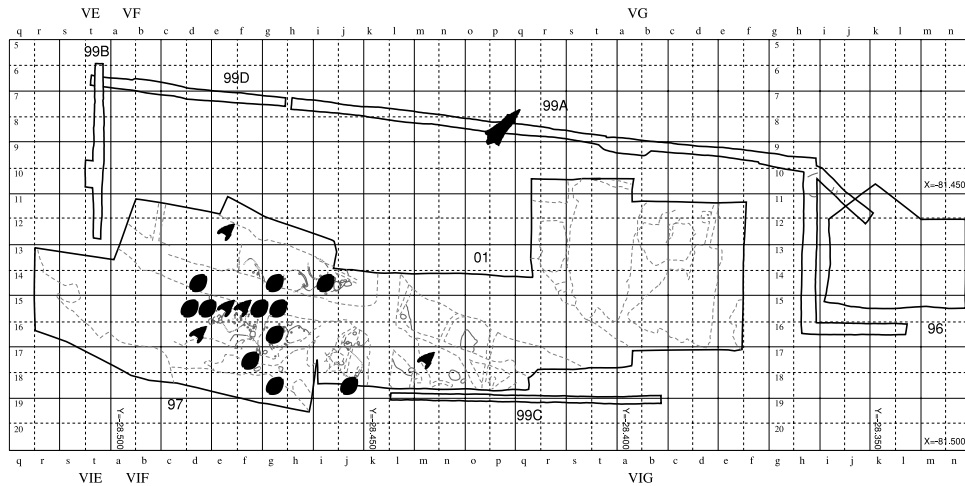 VE VF VG
q r s t a b c d e f g h i j k l m n o p q r s t a b c d e f g h i j k l m n
5 5
99B
6 6
99D
7 7
99A
8 8
9 9
10 10
X=-81.450
11 11
12 12
13 13
01
14 14
15 15
96
16 16
17 17
18 18
97
19 19
99C
Y=-28.500 Y=-28.450 Y=-28.400 Y=-28.350
20 20
X=-81.500
q r s t a b c d e f g h i j k l m n o p q r s t a b c d e f g h i j k l m n
VIE VIF VIG